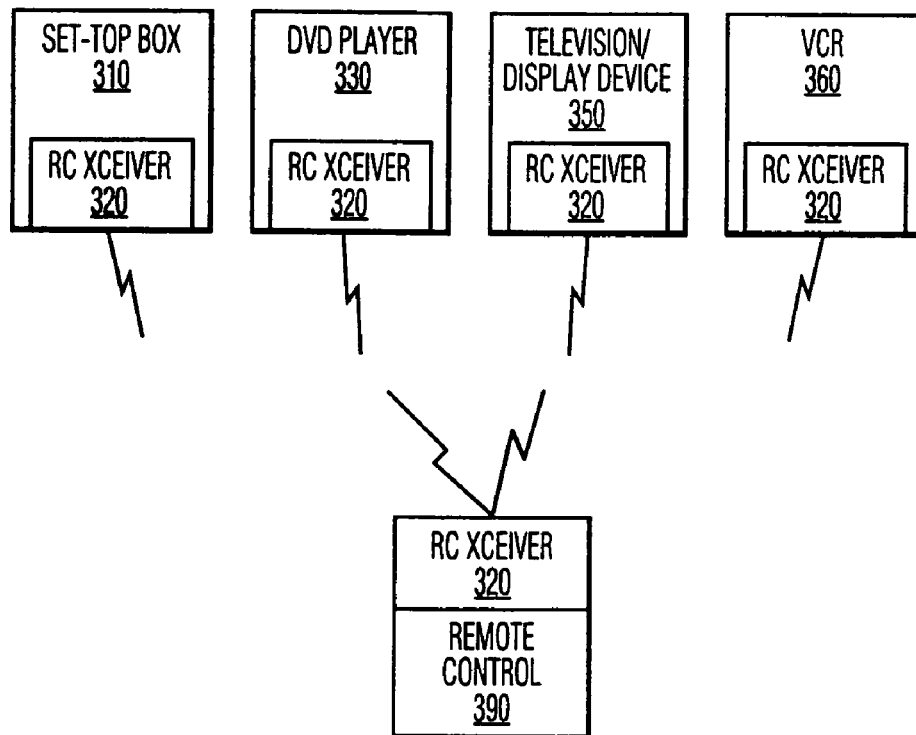 SET-TOP BOX
310
RC XCEIVER
320
DVD PLAYER
330
RC XCEIVER
320
TELEVISION/
DISPLAY DEVICE
350
RC XCEIVER
320
VCR
360
RC XCEIVER
320
RC XCEIVER
320
REMOTE
CONTROL
390